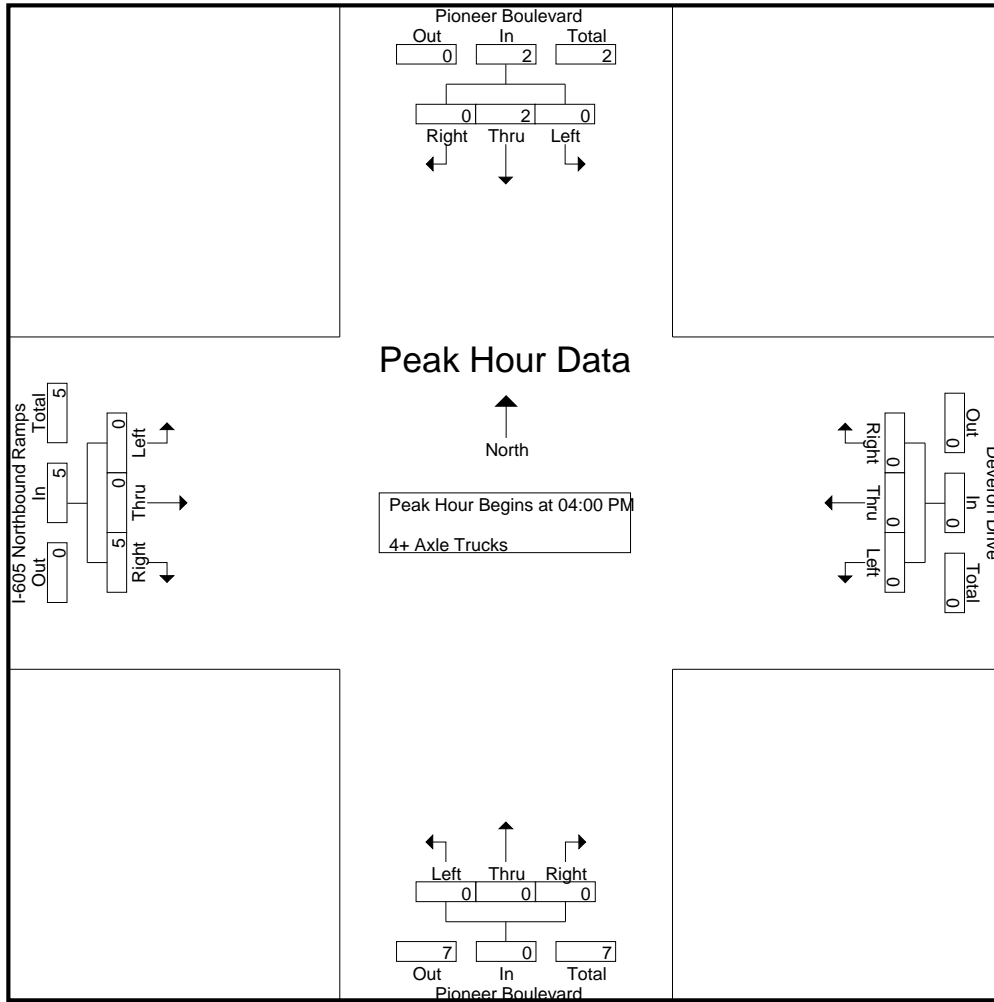 Pioneer Boulevard
Out In Total
0 2 2
0 2 0
Right Thru Left
Peak Hour Data
North
Peak Hour Begins at 04:00 PM
4+ Axle Trucks
I-605 Northbound Ramps
Out In Total
0 5 5
0 0 5
Left Thru Right
Right Thru Left
0 0 0
Out In Total
0 0 0
Deveron Drive
Left Thru Right
0 0 0
7 0 7
Out In Total
Pioneer Boulevard